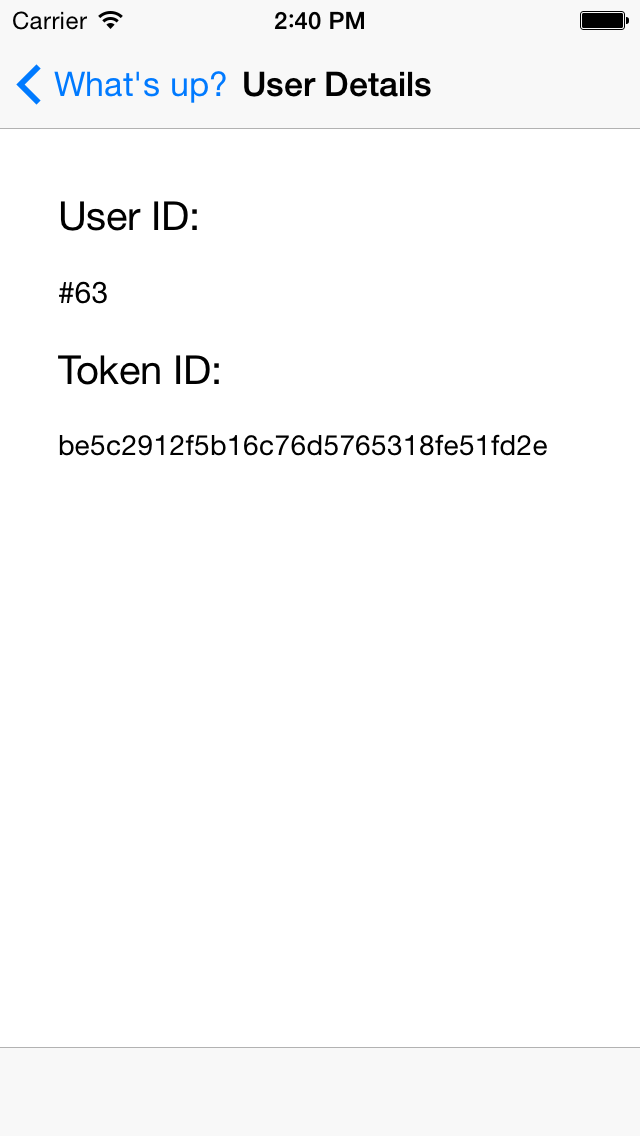 Carrier 2:40 PM
What's up? User Details
User ID:
#63
Token ID:
be5c2912f5b16c76d5765318fe51fd2e